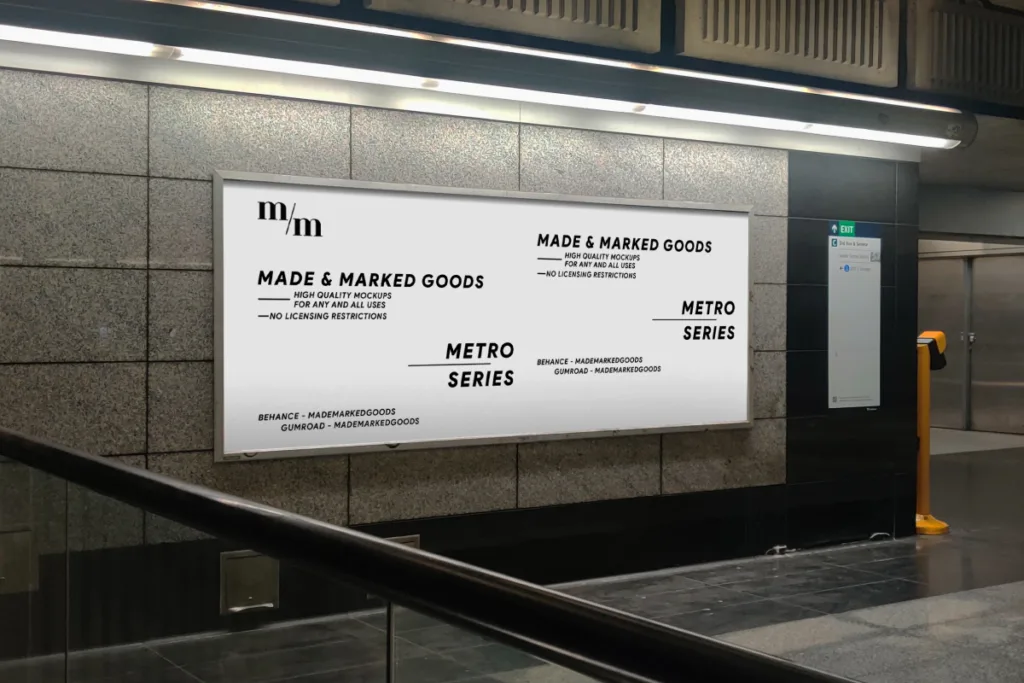 m/m
MADE & MARKED GOODS
HIGH QUALITY MOCKUPS
FOR ANY AND ALL USES
—NO LICENSING RESTRICTIONS
METRO
SERIES
BEHANCE - MADEMARKEDGOODS
GUMROAD - MADEMARKEDGOODS
MADE & MARKED GOODS
HIGH QUALITY MOCKUPS
FOR ANY AND ALL USES
—NO LICENSING RESTRICTIONS
METRO
SERIES
BEHANCE - MADEMARKEDGOODS
GUMROAD - MADEMARKEDGOODS
EXIT
C